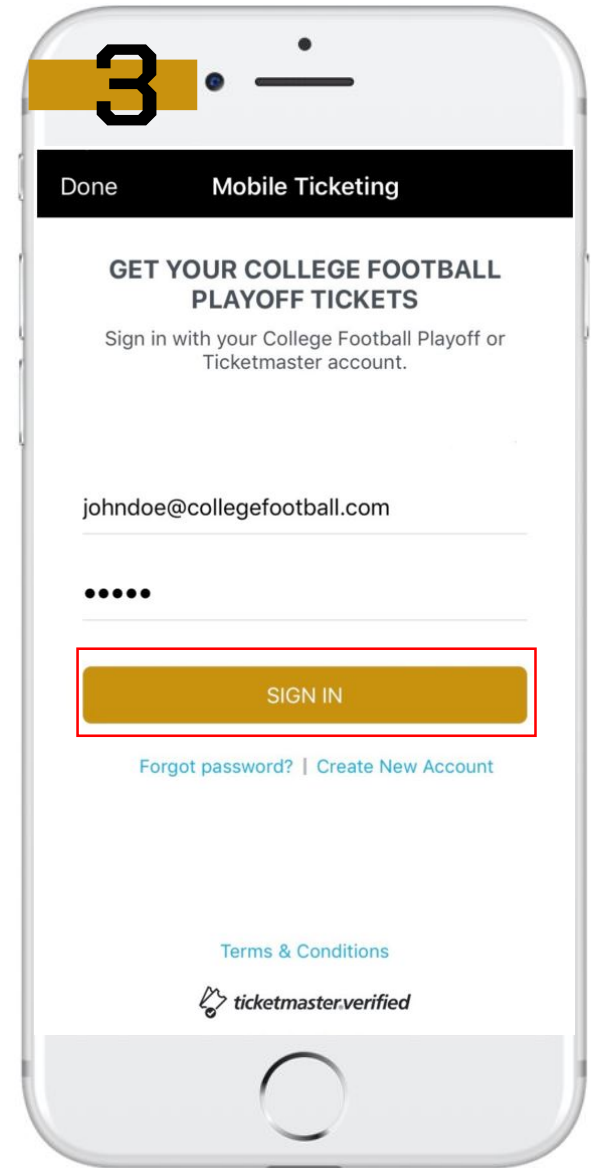 3
Done Mobile Ticketing
GET YOUR COLLEGE FOOTBALL
PLAYOFF TICKETS
Sign in with your College Football Playoff or
Ticketmaster account.
johndoe@collegefootball.com
•••••
SIGN IN
Forgot password? | Create New Account
Terms & Conditions
ticketmaster.verified